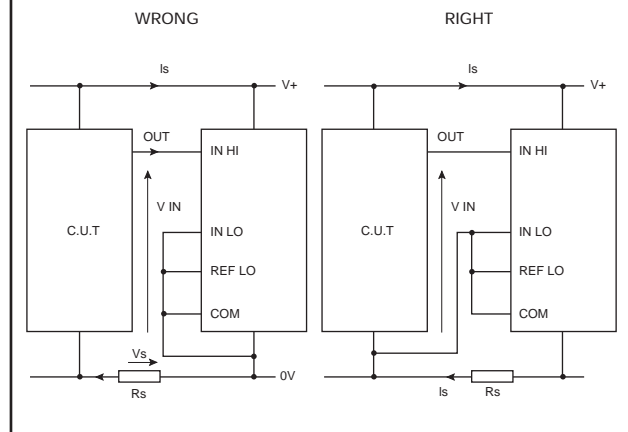 WRONG
Is
V+
OUT
IN HI
V IN
C.U.T
IN LO
REF LO
COM
Vs
0V
Rs
RIGHT
Is
V+
OUT
IN HI
V IN
C.U.T
IN LO
REF LO
COM
Is
Rs